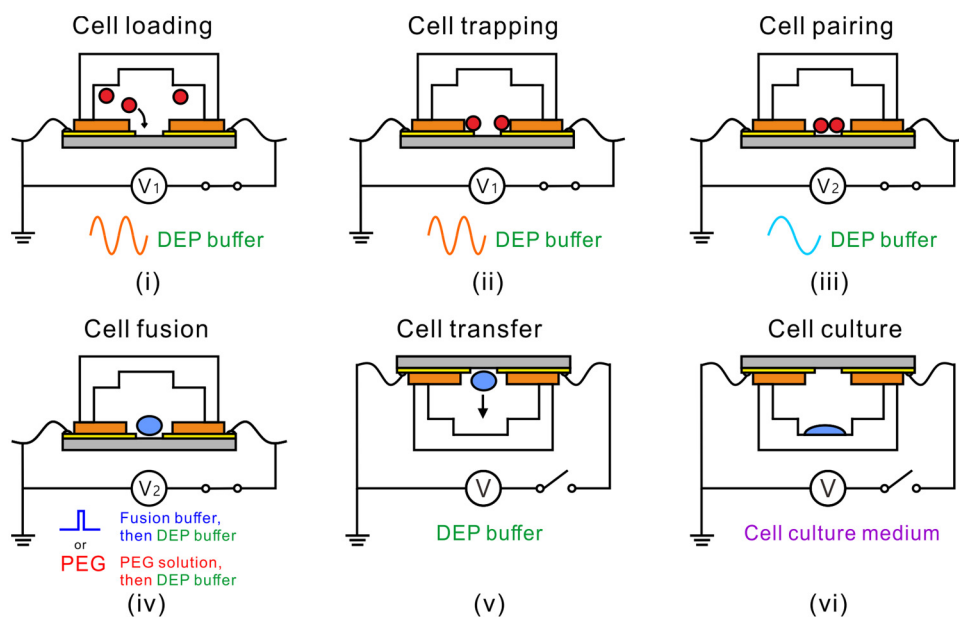 Cell loading
V1
DEP buffer
(i)
Cell trapping
V1
DEP buffer
(ii)
Cell pairing
V2
DEP buffer
(iii)
Cell fusion
V2
or
PEG
Fusion buffer,
then DEP buffer
PEG solution,
then DEP buffer
(iv)
Cell transfer
V
DEP buffer
(v)
Cell culture
V
Cell culture medium
(vi)